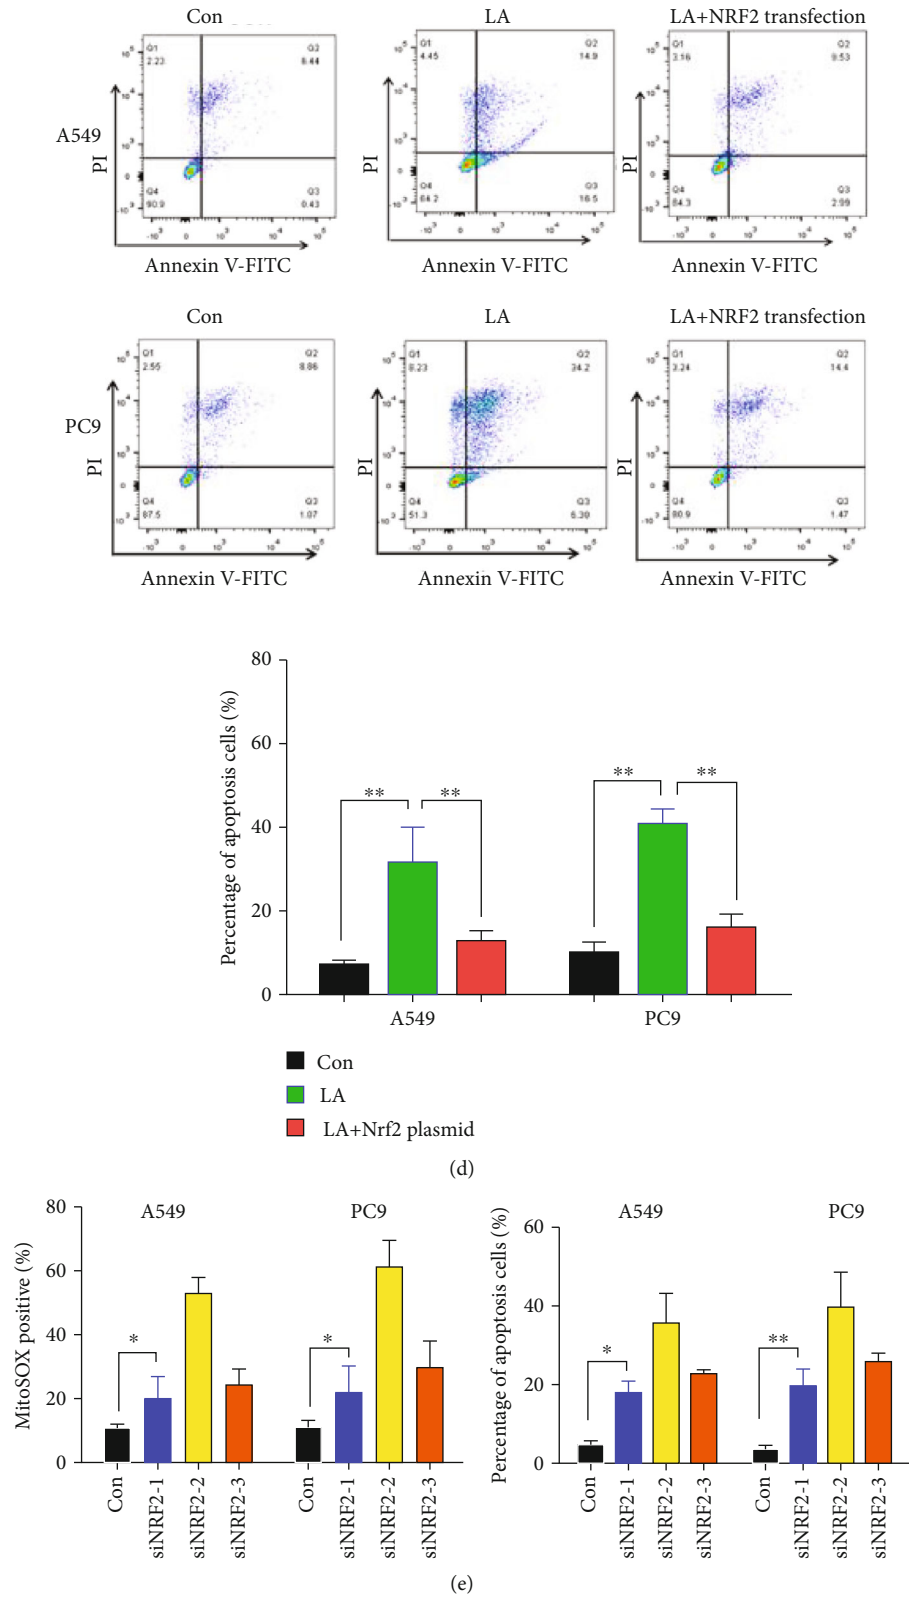 Con
LA
LA+NRF2 transfection
A549
PI
Q1
2.23
Q2
6.44
Q4
90.9
Q3
0.43
Q1
4.45
Q2
14.9
Q4
64.2
Q3
16.5
Q1
3.16
Q2
9.53
Q4
84.3
Q3
2.99
Annexin V-FITC
Annexin V-FITC
Annexin V-FITC
Con
LA
LA+NRF2 transfection
PC9
PI
Q1
2.55
Q2
8.86
Q4
87.5
Q3
1.07
Q1
8.23
Q2
34.2
Q4
51.3
Q3
6.30
Q1
3.24
Q2
14.4
Q4
80.9
Q3
1.47
Annexin V-FITC
Annexin V-FITC
Annexin V-FITC
Percentage of apoptosis cells (%)
80
60
40
20
0
** ** ** **
A549 PC9
Con
LA
LA+Nrf2 plasmid
(d)
MitoSOX positive (%)
80
60
40
20
0
A549 PC9
* *
Con siNRF2-1 siNRF2-2 siNRF2-3 Con siNRF2-1 siNRF2-2 siNRF2-3
Percentage of apoptosis cells (%)
60
40
20
0
A549 PC9
* **
Con siNRF2-1 siNRF2-2 siNRF2-3 Con siNRF2-1 siNRF2-2 siNRF2-3
(e)